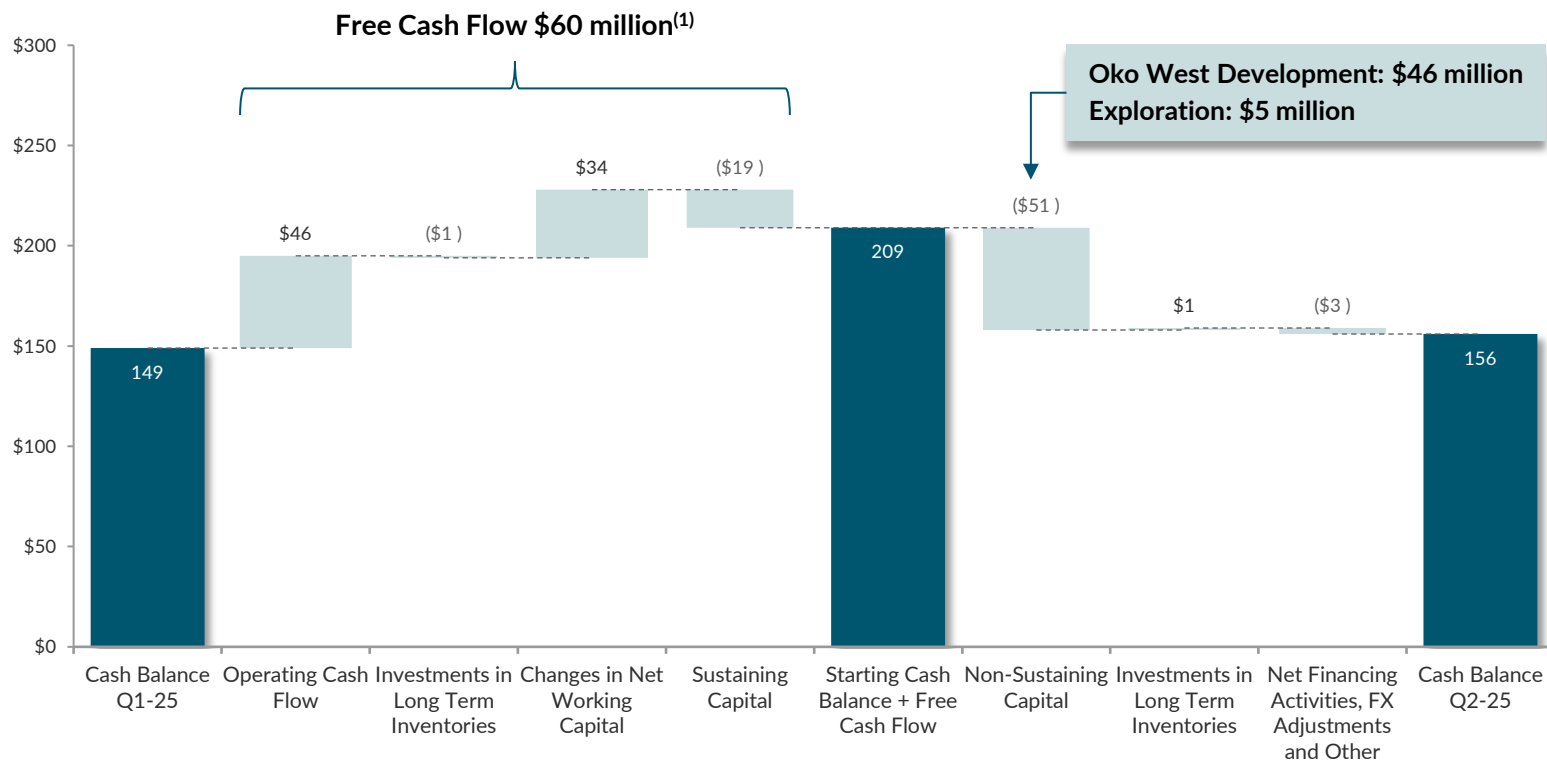 Free Cash Flow $60 million(1)
Oko West Development: $46 million
Exploration: $5 million
$300
$250
$200
$150
$100
$50
$0
149
$46
($1 )
$34
($19 )
209
($51 )
$1
($3 )
156
Cash Balance
Q1-25
Operating Cash
Flow
Investments in
Long Term
Inventories
Changes in Net
Working
Capital
Sustaining
Capital
Starting Cash
Balance + Free
Cash Flow
Non-Sustaining
Capital
Investments in
Long Term
Inventories
Net Financing
Activities, FX
Adjustments
and Other
Cash Balance
Q2-25